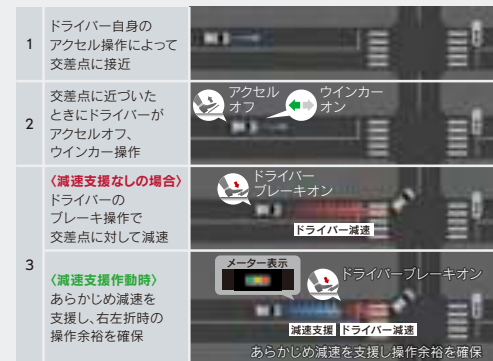 1
ドライバー自身の
アクセル操作によって
交差点に接近
2
交差点に近づいた
ときにドライバーが
アクセルオフ、
ウインカー操作
アクセル
オフ
ウインカー
オン
3
〈減速支援なしの場合〉
ドライバーの
ブレーキ操作で
交差点に対して減速
ドライバー
ブレーキオン
ドライバー減速
〈減速支援作動時〉
あらかじめ減速を
支援し、右左折時の
操作余裕を確保
メーター表示
ドライバーブレーキオン
減速支援 ドライバー減速
あらかじめ減速を支援し操作余裕を確保